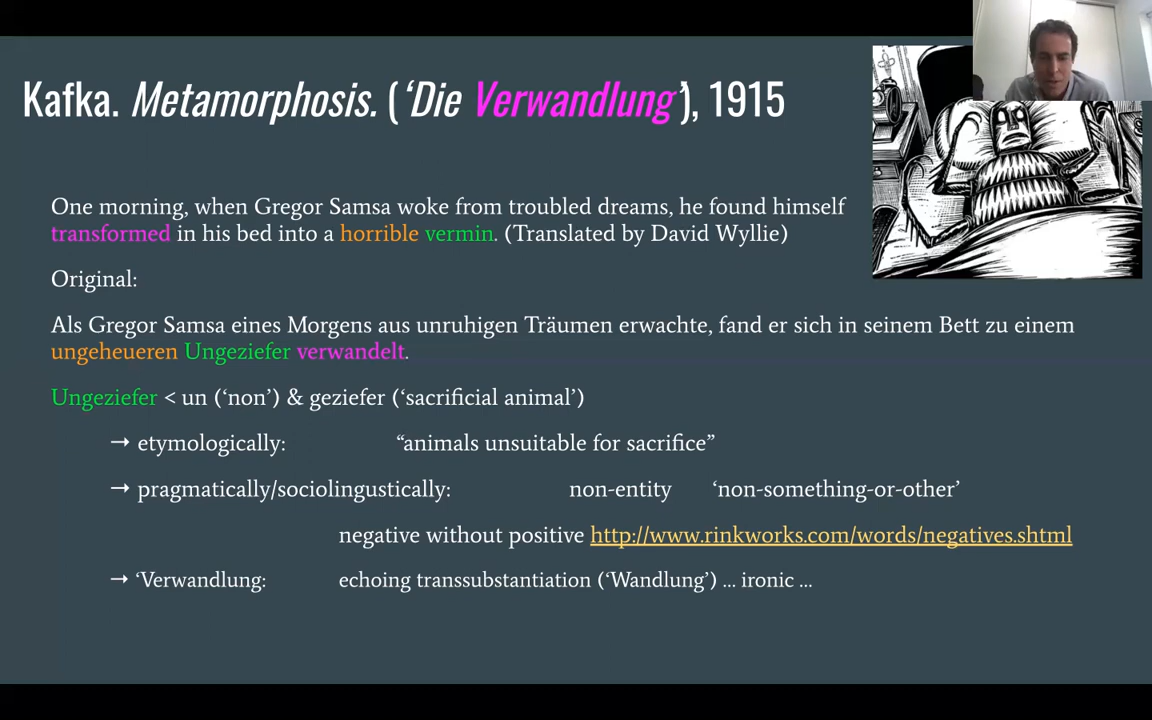 Kafka. Metamorphosis. (‘Die Verwandlung’), 1915
One morning, when Gregor Samsa woke from troubled dreams, he found himself
transformed in his bed into a horrible vermin. (Translated by David Wyllie)
Original:
Als Gregor Samsa eines Morgens aus unruhigen Träumen erwachte, fand er sich in seinem Bett zu einem
ungeheueren Ungeziefer verwandelt.
Ungeziefer < un (‘non’) & geziefer (‘sacrificial animal’)
→ etymologically: “animals unsuitable for sacrifice”
→ pragmatically/sociolingustically: non-entity ‘non-something-or-other’
negative without positive http://www.rinkworks.com/words/negatives.shtml
→ ‘Verwandlung: echoing transsubstantiation (‘Wandlung’) ... ironic ...